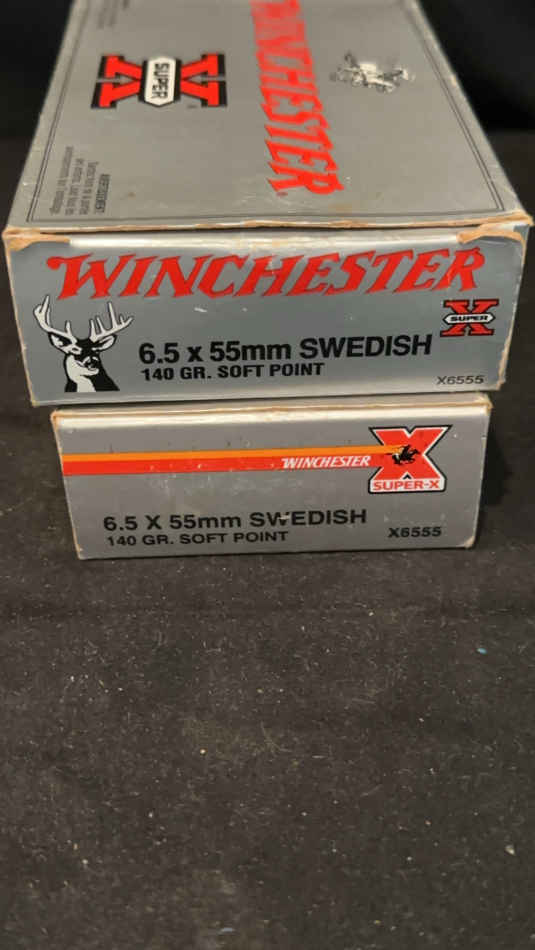 X
SUPER
WINCHESTER
WINCHESTER
X
SUPER
6.5 x 55mm SWEDISH
140 GR. SOFT POINT
X6555
WINCHESTER
X
SUPER-X
6.5 X 55mm SWEDISH
140 GR. SOFT POINT
X6555